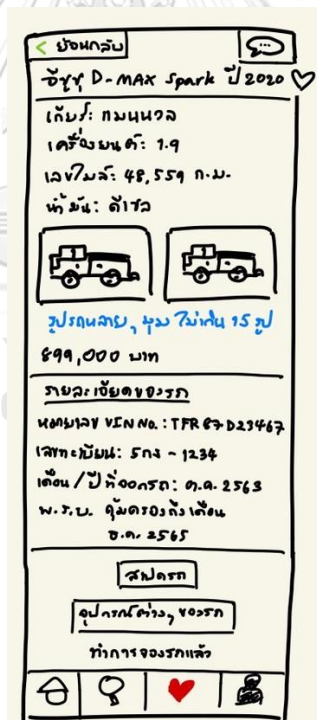 < ย้อนกลับ
อีซูซุ D-MAX Spark ปี 2020
เกียร์: แมนนวล
เครื่องยนต์: 1.9
เลขไมล์: 48,559 ก.ม.
น้ำมัน: ดีเซล
รูปรถหลายๆ มุม ไม่เกิน 15 รูป
899,000 บาท
รายละเอียดของรถ
หมายเลข VIN No. : TFR87D23467
เลขทะเบียน: 5กง - 1234
เดือน / ปี ที่ออกรถ: ต.ค. 2563
พ.ร.บ. คุ้มครองถึงเดือน
ธ.ค. 2565
สเปครถ
อุปกรณ์ต่างๆ ของรถ
ทำการจองรถแล้ว